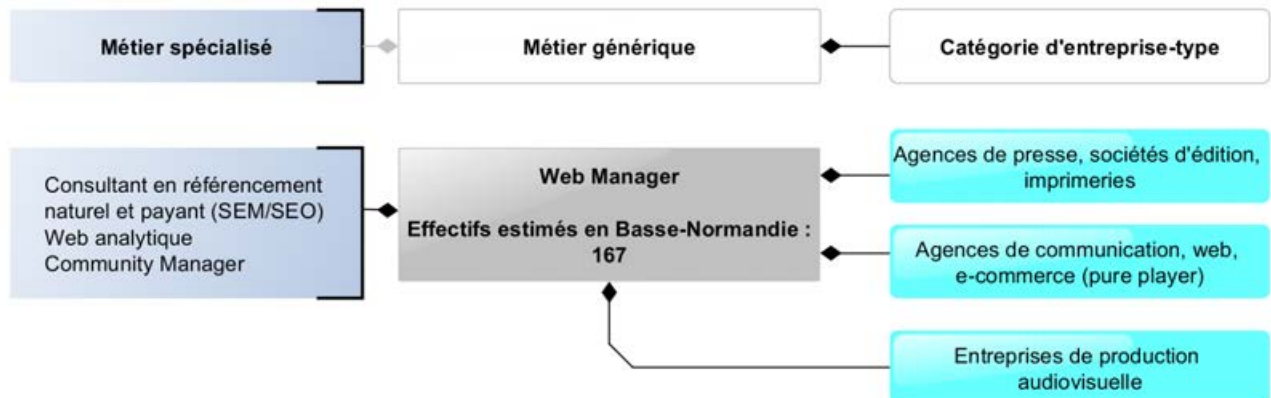 Métier spécialisé
Métier générique
Catégorie d'entreprise-type
Consultant en référencement
naturel et payant (SEM/SEO)
Web analytique
Community Manager
Web Manager
Effectifs estimés en Basse-Normandie :
167
Agences de presse, sociétés d'édition,
imprimeries
Agences de communication, web,
e-commerce (pure player)
Entreprises de production
audiovisuelle